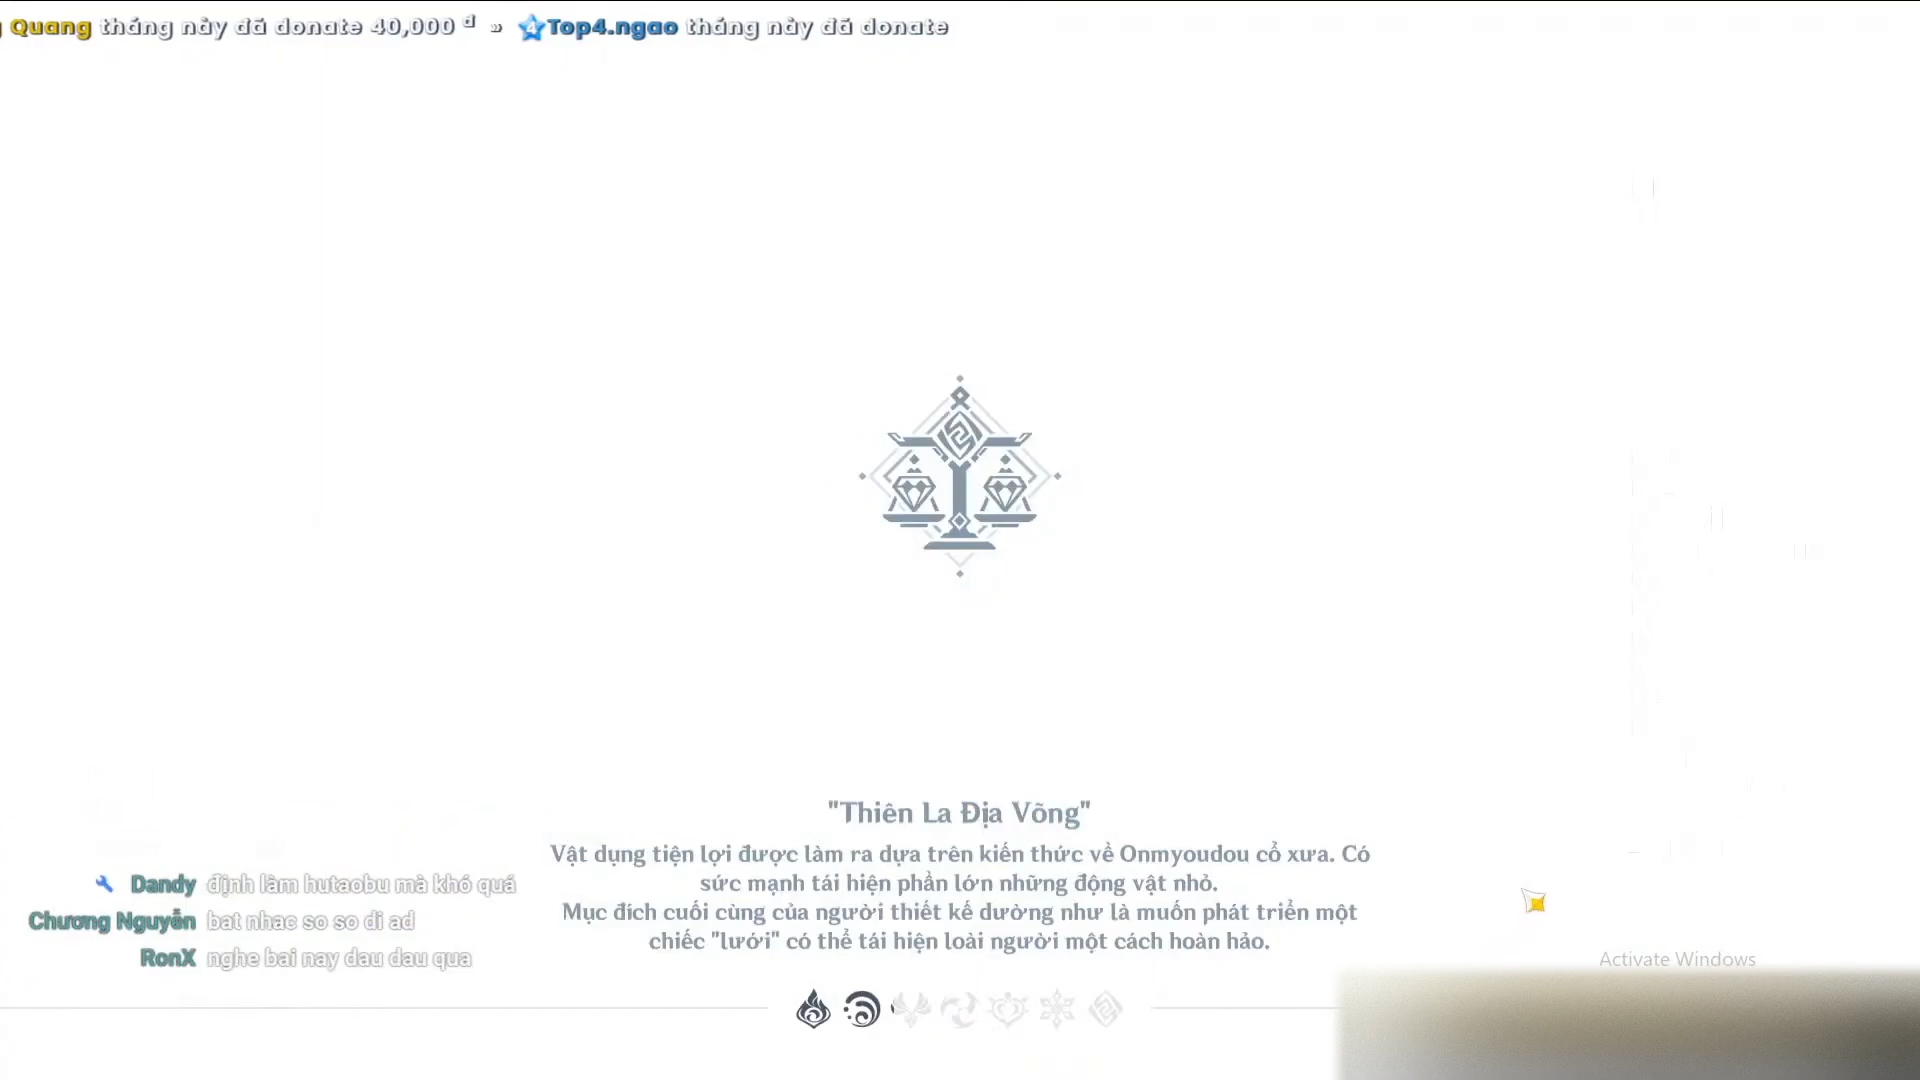 Quang tháng này đã donate 40,000 đ » 4 Top4.ngao tháng này đã donate
"Thiên La Địa Võng"
Vật dụng tiện lợi được làm ra dựa trên kiến thức về Onmyoudou cổ xưa. Có
sức mạnh tái hiện phần lớn những động vật nhỏ.
Mục đích cuối cùng của người thiết kế dường như là muốn phát triển một
chiếc "lưới" có thể tái hiện loài người một cách hoàn hảo.
Dandy định làm hutaobu mà khó quá
Chương Nguyễn bat nhac so so di ad
RonX nghe bai nay dau dau qua
Activate Windows